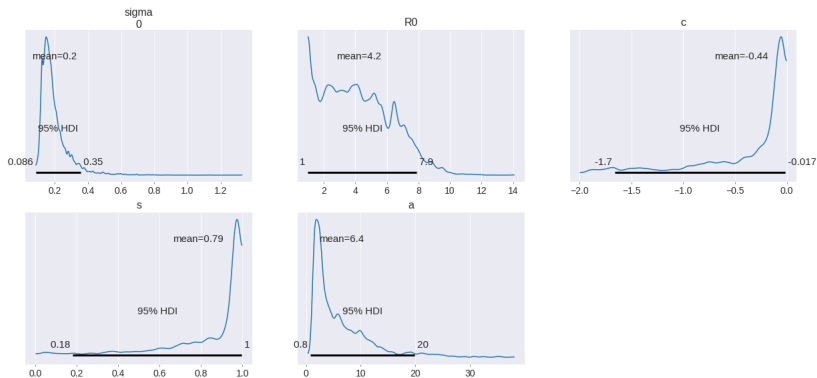 sigma
0
mean=0.2
95% HDI
0.086
0.35
0.2 0.4 0.6 0.8 1.0 1.2
R0
mean=4.2
95% HDI
1
7.9
2 4 6 8 10 12 14
c
mean=-0.44
95% HDI
-1.7
-0.017
−2.0 −1.5 −1.0 −0.5 0.0
s
mean=0.79
95% HDI
0.18
1
0.0 0.2 0.4 0.6 0.8 1.0
a
mean=6.4
95% HDI
0.8
20
0 10 20 30